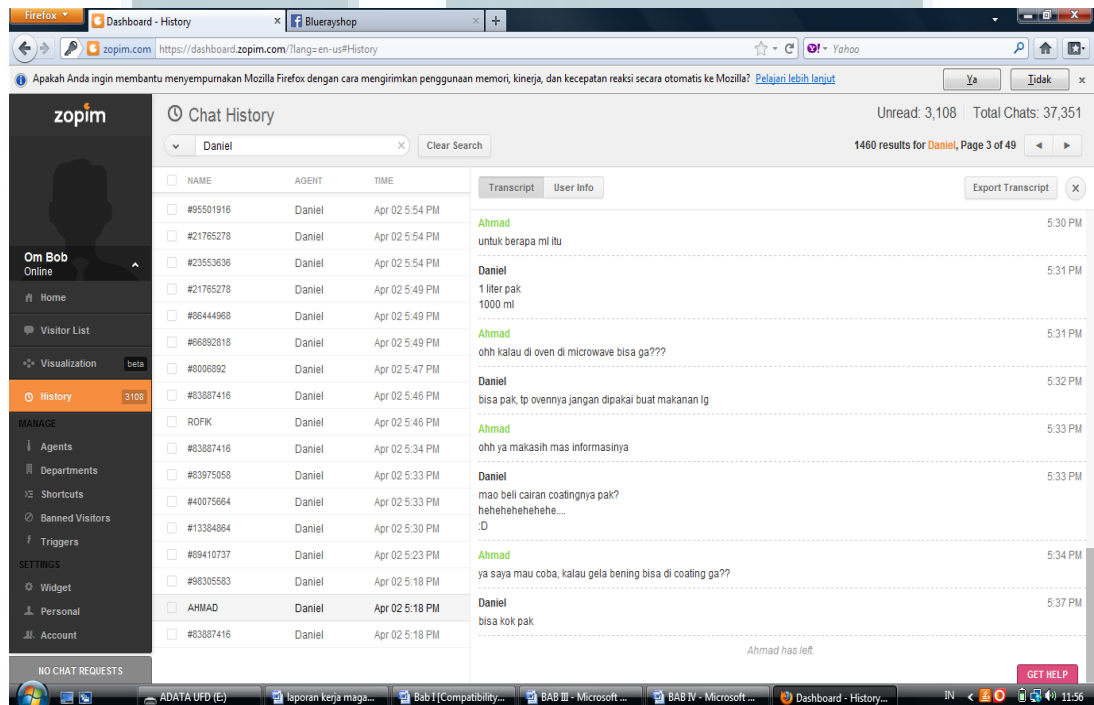 Firefox
Dashboard - History x
Bluerayshop x
+
zopim.com https://dashboard.zopim.com/?lang=en-us#History
Yahoo
Apakah Anda ingin membantu menyempurnakan Mozilla Firefox dengan cara mengirimkan penggunaan memori, kinerja, dan kecepatan reaksi secara otomatis ke Mozilla? Pelajari lebih lanjut
Ya
Tidak
x
zopim
Om Bob
Online
Home
Visitor List
Visualization beta
History 3108
MANAGE
Agents
Departments
Shortcuts
Banned Visitors
Triggers
SETTINGS
Widget
Personal
Account
NO CHAT REQUESTS
Chat History
Unread: 3,108 Total Chats: 37,351
Daniel x
Clear Search
1460 results for Daniel, Page 3 of 49
NAME AGENT TIME
#95501916 Daniel Apr 02 5:54 PM
#21765278 Daniel Apr 02 5:54 PM
#23553636 Daniel Apr 02 5:54 PM
#21765278 Daniel Apr 02 5:49 PM
#86444968 Daniel Apr 02 5:49 PM
#66892818 Daniel Apr 02 5:49 PM
#8006892 Daniel Apr 02 5:47 PM
#83887416 Daniel Apr 02 5:46 PM
ROFIK Daniel Apr 02 5:46 PM
#83887416 Daniel Apr 02 5:34 PM
#83975058 Daniel Apr 02 5:33 PM
#40075664 Daniel Apr 02 5:33 PM
#13384864 Daniel Apr 02 5:30 PM
#89410737 Daniel Apr 02 5:23 PM
#98305583 Daniel Apr 02 5:18 PM
AHMAD Daniel Apr 02 5:18 PM
#83887416 Daniel Apr 02 5:18 PM
Transcript User Info
Export Transcript x
Ahmad 5:30 PM
untuk berapa ml itu
Daniel 5:31 PM
1 liter pak
1000 ml
Ahmad 5:31 PM
ohh kalau di oven di microwave bisa ga???
Daniel 5:32 PM
bisa pak, tp ovennya jangan dipakai buat makanan lg
Ahmad 5:33 PM
ohh ya makasih mas informasinya
Daniel 5:33 PM
mao beli cairan coatingnya pak?
hehehehehehehe....
:D
Ahmad 5:34 PM
ya saya mau coba, kalau gela bening bisa di coating ga??
Daniel 5:37 PM
bisa kok pak
Ahmad has left.
GET HELP
ADATA UFD (E:)
laporan kerja maga...
Bab I [Compatibility...
BAB III - Microsoft ...
BAB IV - Microsoft ...
Dashboard - History...
IN
11:56